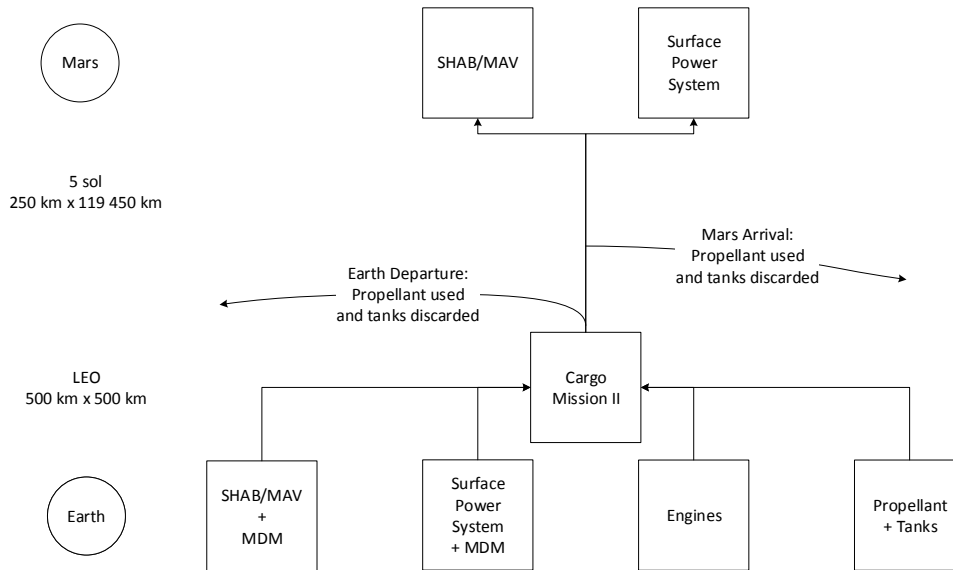 Mars
SHAB/MAV
Surface
Power
System
5 sol
250 km x 119 450 km
Mars Arrival:
Propellant used
and tanks discarded
Earth Departure:
Propellant used
and tanks discarded
LEO
500 km x 500 km
Cargo
Mission II
Earth
SHAB/MAV
+
MDM
Surface
Power
System
+ MDM
Engines
Propellant
+ Tanks